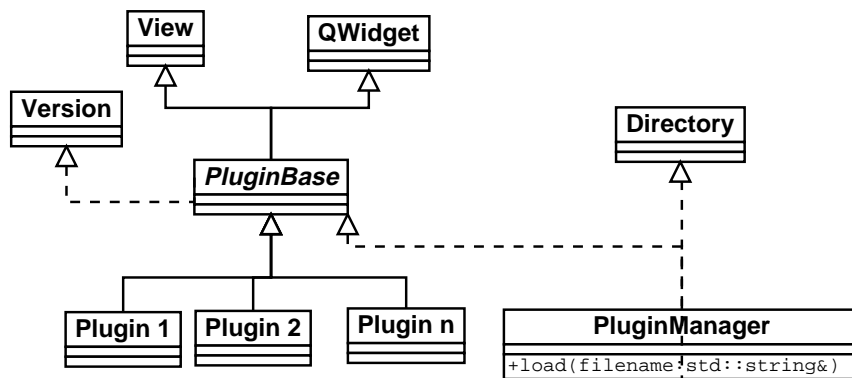 View
QWidget
Version
Directory
PluginBase
Plugin 1
Plugin 2
Plugin n
PluginManager
+load(filename:std::string&)